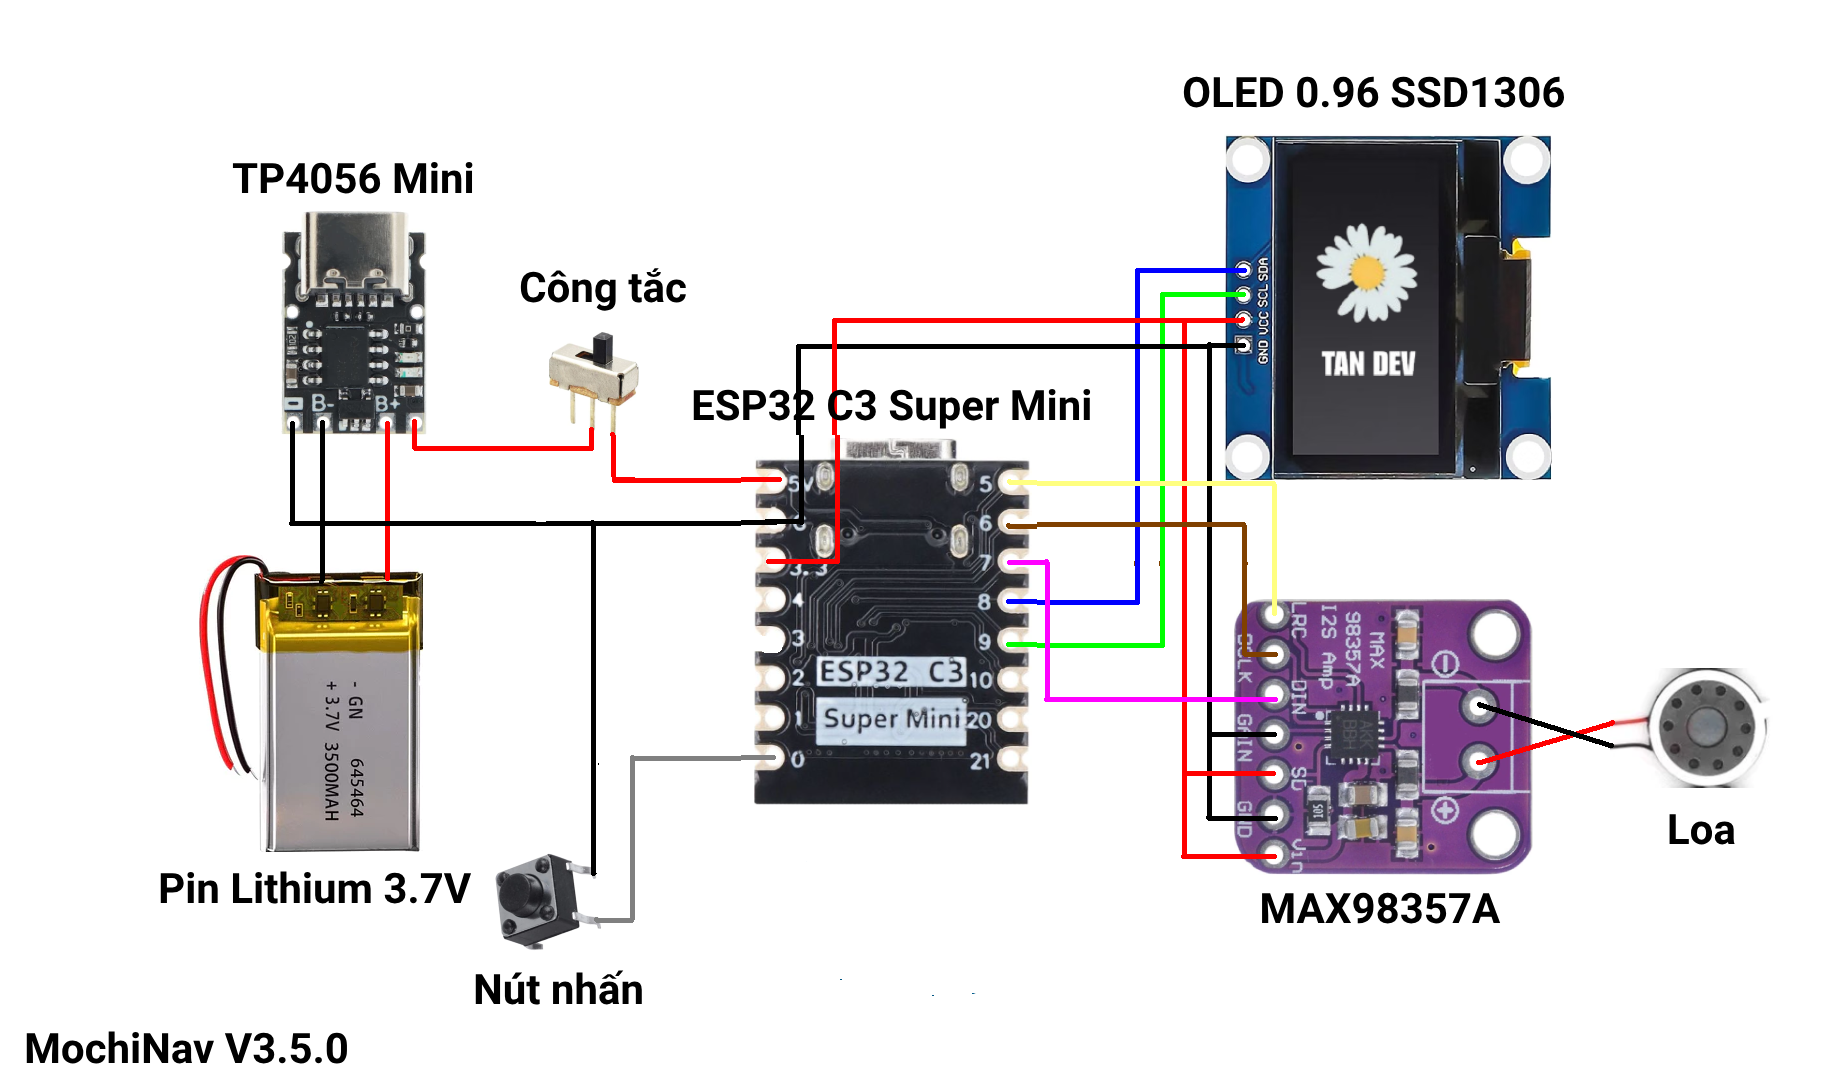 OLED 0.96 SSD1306
TP4056 Mini
Công tắc
B-
B+
SDA
SCL
VCC
GND
TAN DEV
ESP32 C3 Super Mini
5V
3.3
4
3
2
1
0
5
6
7
8
9
10
20
21
ESP32 C3
Super Mini
- GN 645464
+ 3.7V 3500MAH
Pin Lithium 3.7V
LRC
BCLK
DIN
GAIN
SD
GND
Vin
MAX
98357A
I2S Amp
AKK
BBH
105
MAX98357A
Loa
Nút nhấn
MochiNav V3.5.0